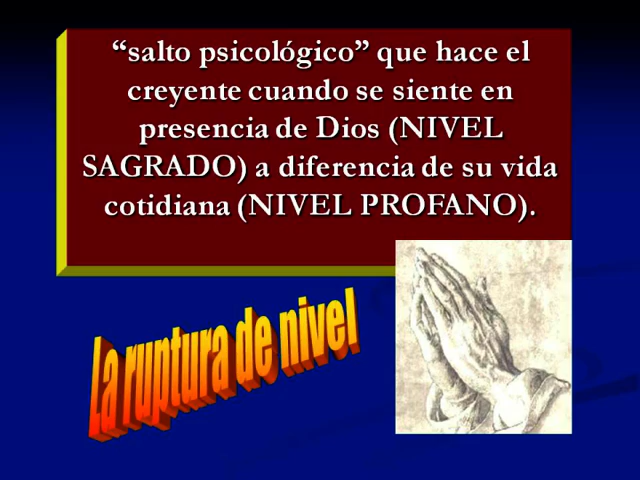 “salto psicológico” que hace el
creyente cuando se siente en
presencia de Dios (NIVEL
SAGRADO) a diferencia de su vida
cotidiana (NIVEL PROFANO).
La ruptura de nivel